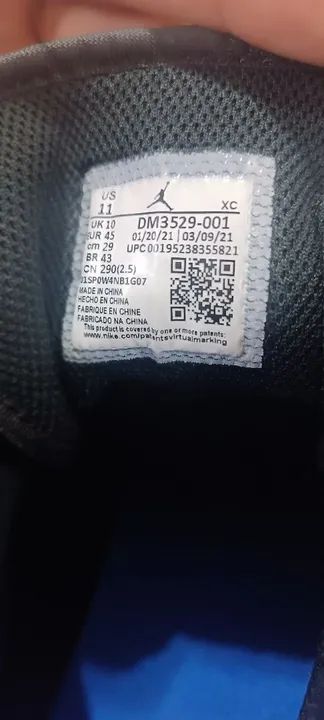 US
11
XC
UK 10
EUR 45
cm 29
BR 43
CN 290(2.5)
DM3529-001
01/20/21 | 03/09/21
UPC 00195238355821
01SP0W4NB1G07
MADE IN CHINA
HECHO EN CHINA
FABRIQUE EN CHINE
FABRICADO NA CHINA
This product is covered by one or more patents:
www.nike.com/patentsvirtualmarking